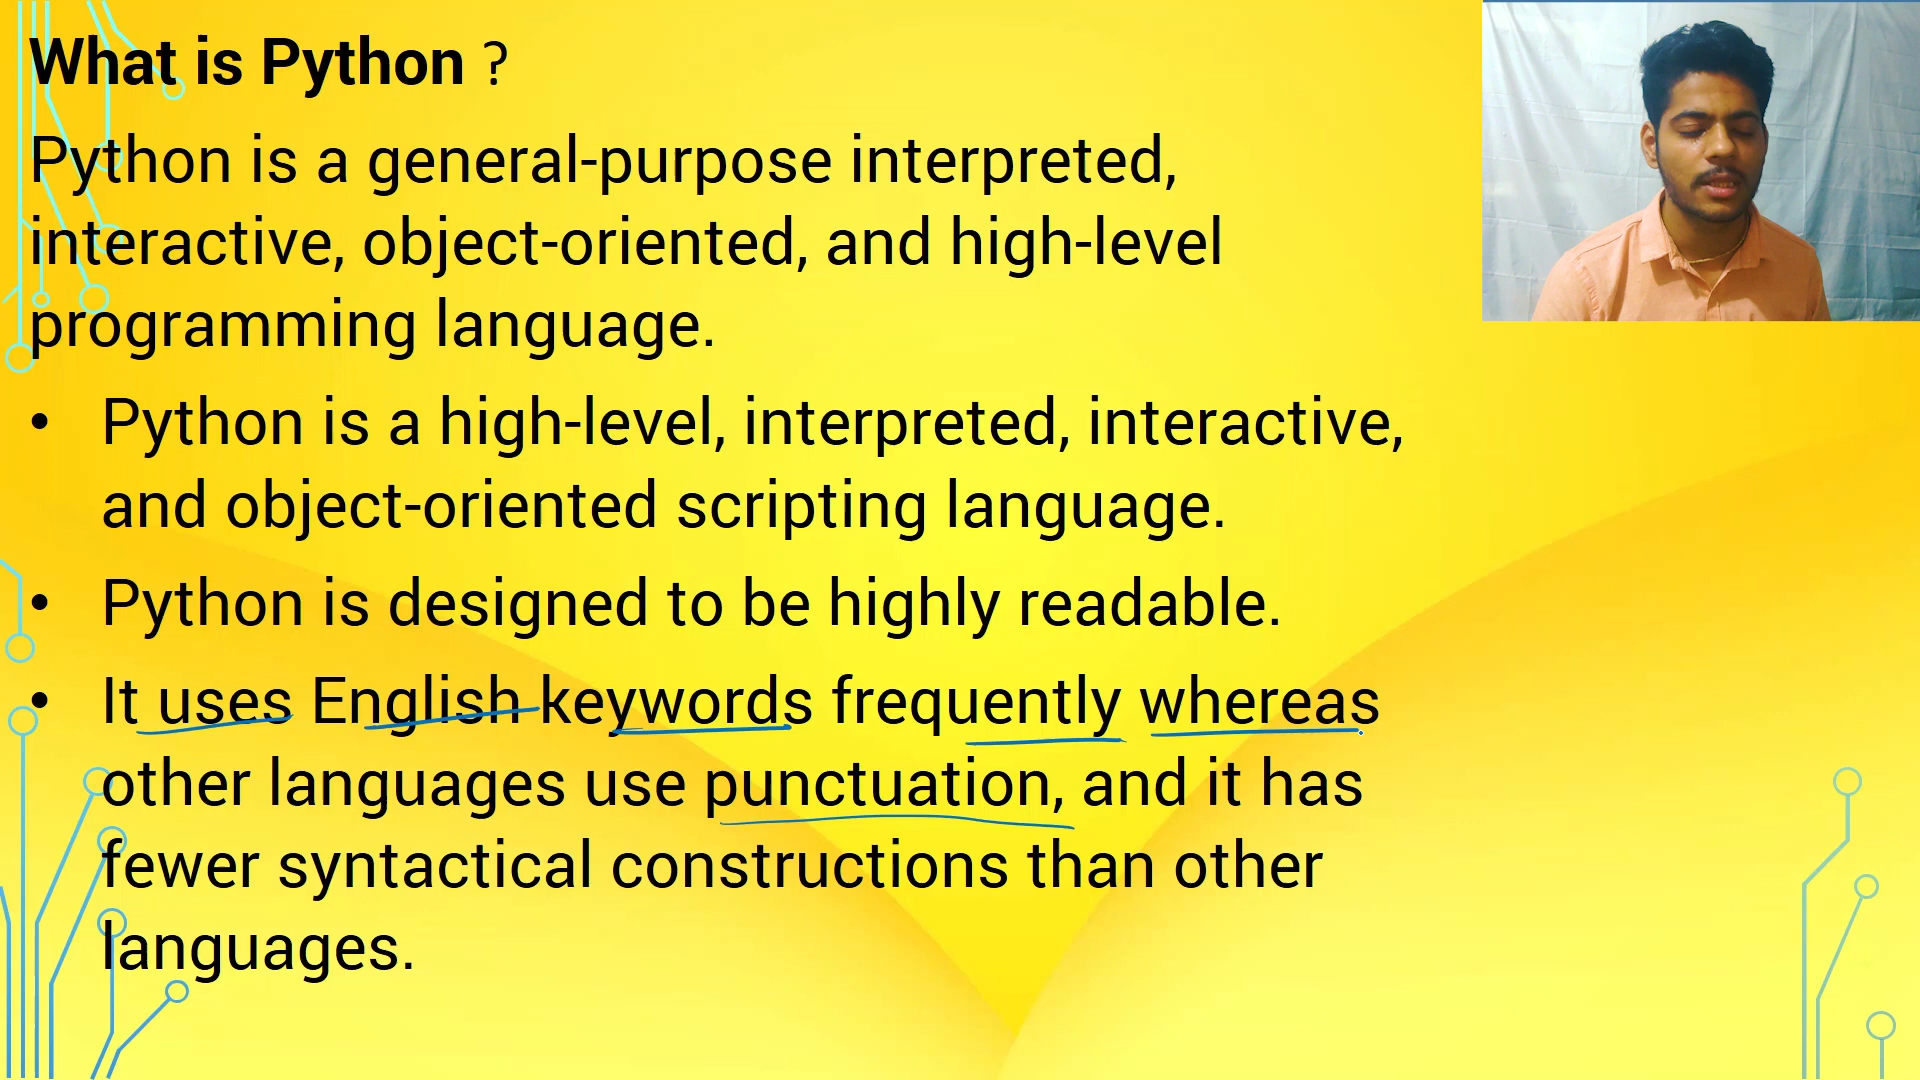 What is Python ?
Python is a general-purpose interpreted,
interactive, object-oriented, and high-level
programming language.
• Python is a high-level, interpreted, interactive,
and object-oriented scripting language.
• Python is designed to be highly readable.
• It uses English keywords frequently whereas
other languages use punctuation, and it has
fewer syntactical constructions than other
languages.